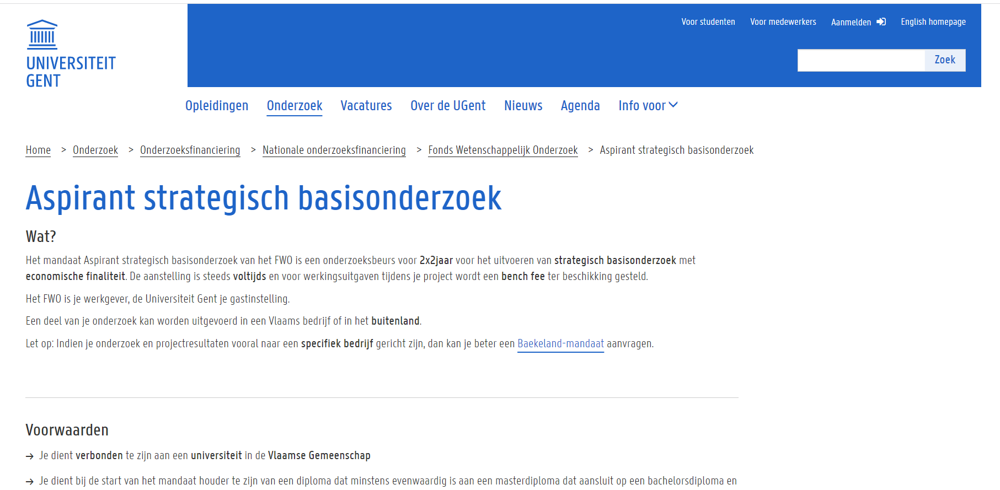 Voor studenten Voor medewerkers Aanmelden English homepage
UNIVERSITEIT
GENT
Zoek
Opleidingen Onderzoek Vacatures Over de UGent Nieuws Agenda Info voor
Home > Onderzoek > Onderzoeksfinanciering > Nationale onderzoeksfinanciering > Fonds Wetenschappelijk Onderzoek > Aspirant strategisch basisonderzoek
Aspirant strategisch basisonderzoek
Wat?
Het mandaat Aspirant strategisch basisonderzoek van het FWO is een onderzoeksbeurs voor 2x2jaar voor het uitvoeren van strategisch basisonderzoek met
economische finaliteit. De aanstelling is steeds voltijds en voor werkingsuitgaven tijdens je project wordt een bench fee ter beschikking gesteld.
Het FWO is je werkgever, de Universiteit Gent je gastinstelling.
Een deel van je onderzoek kan worden uitgevoerd in een Vlaams bedrijf of in het buitenland.
Let op: Indien je onderzoek en projectresultaten vooral naar een specifiek bedrijf gericht zijn, dan kan je beter een Baekeland-mandaat aanvragen.
Voorwaarden
→ Je dient verbonden te zijn aan een universiteit in de Vlaamse Gemeenschap
→ Je dient bij de start van het mandaat houder te zijn van een diploma dat minstens evenwaardig is aan een masterdiploma dat aansluit op een bachelorsdiploma en